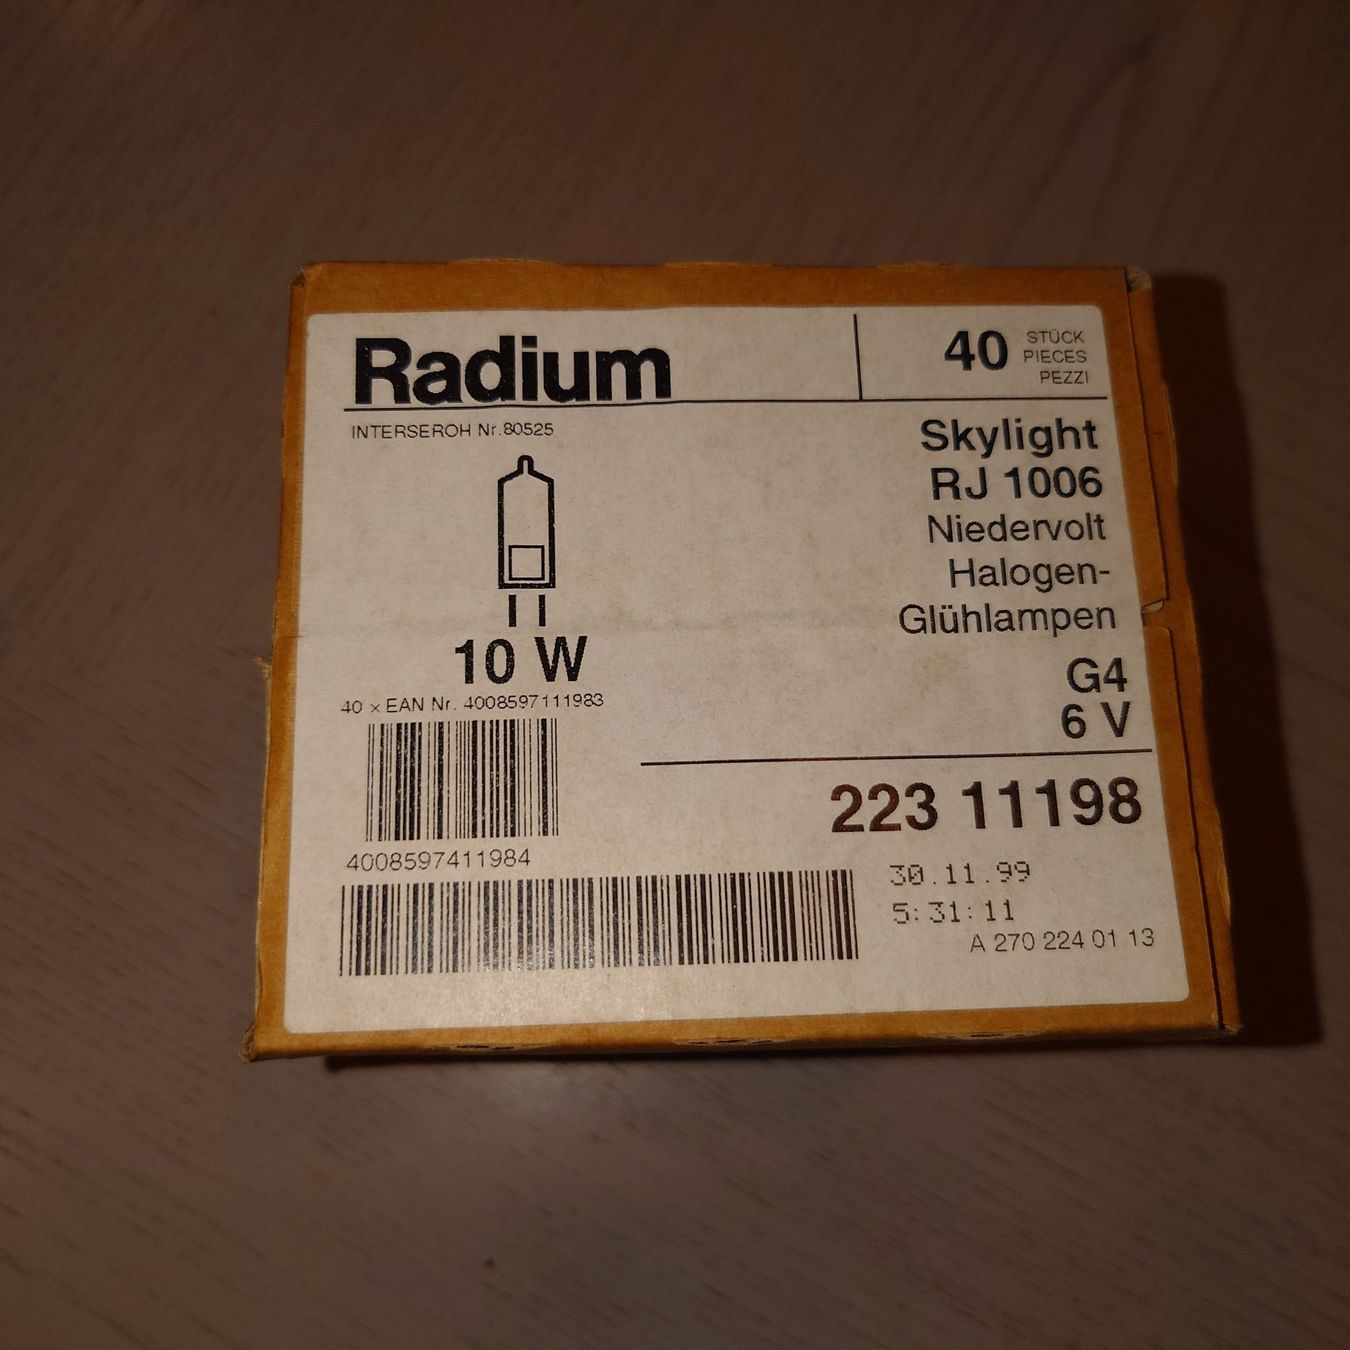 Radium
40 STÜCK
PIECES
PEZZI
INTERSEROH Nr.80525
Skylight
RJ 1006
Niedervolt
Halogen-
Glühlampen
G4
6 V
10 W
40 x EAN Nr. 4008597111983
223 11198
4008597411984
30.11.99
5:31:11
A 270 224 01 13